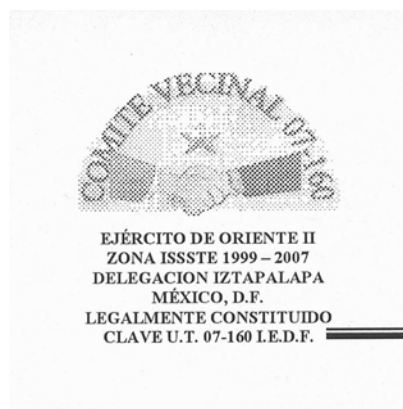 COMITE VECINAL 07-160
EJÉRCITO DE ORIENTE II
ZONA ISSSTE 1999 – 2007
DELEGACION IZTAPALAPA
MÉXICO, D.F.
LEGALMENTE CONSTITUIDO
CLAVE U.T. 07-160 I.E.D.F.